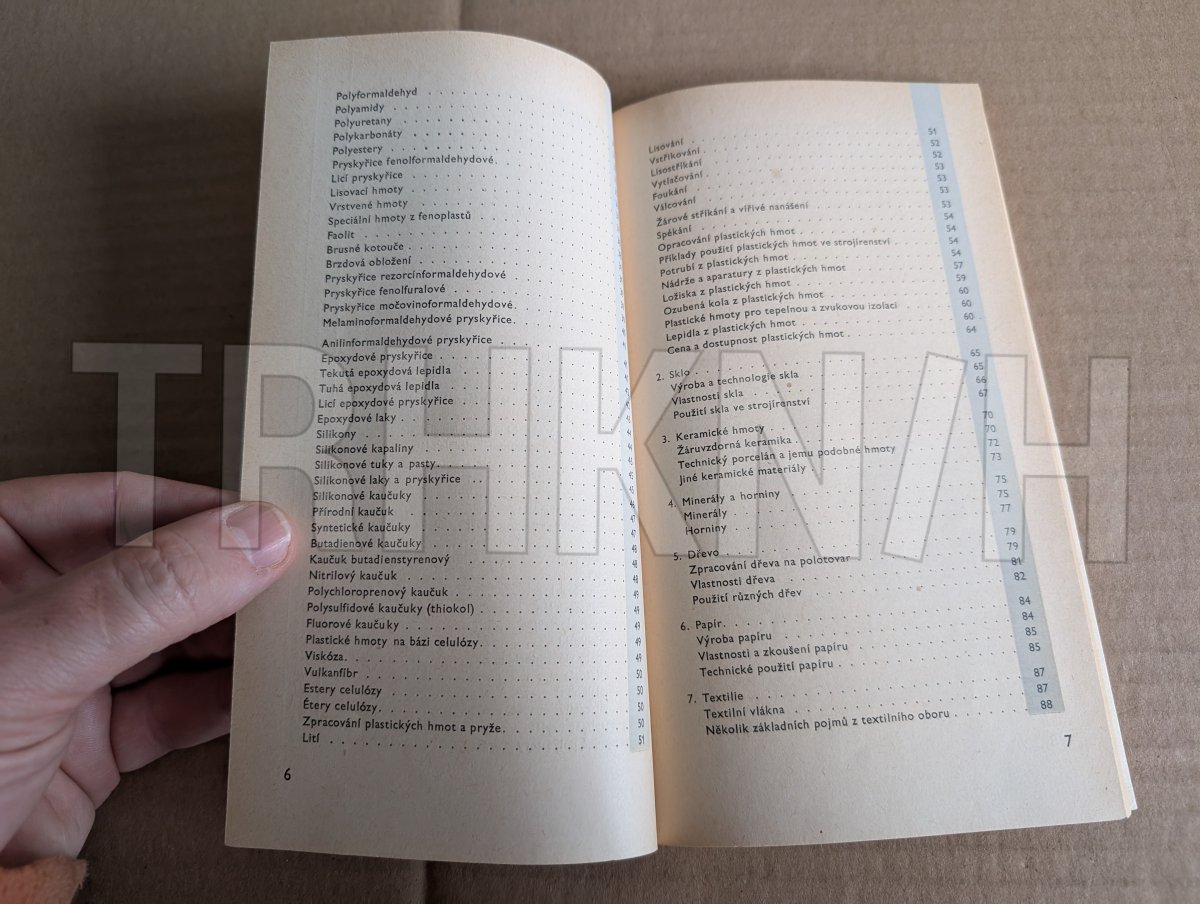 Polyformaldehyd
Polyamidy
Polyuretany
Polykarbonáty
Polyestery
Pryskyřice fenolformaldehydové
Licí pryskyřice
Lisovací hmoty
Vrstvené hmoty
Speciální hmoty z fenoplastů
Faolit
Brusné kotouče
Brzdová obložení
Pryskyřice rezorcínformaldehydové
Pryskyřice fenolfuralové
Pryskyřice močovinoformaldehydové
Melaminoformaldehydové pryskyřice
Anilinformaldehydové pryskyřice
Epoxydové pryskyřice
Tekutá epoxydová lepidla
Tuhá epoxydová lepidla
Licí epoxydové pryskyřice
Epoxydové laky
Silikony
Silikonové kapaliny
Silikonové tuky a pasty
Silikonové laky a pryskyřice
Silikonové kaučuky
Přírodní kaučuk
Syntetické kaučuky
Butadienové kaučuky
Kaučuk butadienstyrenový
Nitrilový kaučuk
Polychloroprenový kaučuk 49
Polysulfidové kaučuky (thiokol) 49
Fluorové kaučuky 49
Plastické hmoty na bázi celulózy 49
Viskóza 49
Vulkanfíbr 50
Estery celulózy 50
Étery celulózy 50
Zpracování plastických hmot a pryže 50
Lití 51
6
Lisování 51
Vstřikování 52
Lisostřikání 52
Vytlačování 53
Foukání 53
Válcování 53
Žárové stříkání a vířivé nanášení 53
Spékání 54
Opracování plastických hmot 54
Příklady použití plastických hmot ve strojírenství 54
Potrubí z plastických hmot 54
Nádrže a aparatury z plastických hmot 57
Ložiska z plastických hmot 59
Ozubená kola z plastických hmot 60
Plastické hmoty pro tepelnou a zvukovou izolaci 60
Lepidla z plastických hmot 60
Cena a dostupnost plastických hmot 64
2. Sklo 65
Výroba a technologie skla 65
Vlastnosti skla 66
Použití skla ve strojírenství 67
3. Keramické hmoty 70
Žáruvzdorná keramika 70
Technický porcelán a jemu podobné hmoty 72
Jiné keramické materiály 73
4. Minerály a horniny 75
Minerály 75
Horniny 77
5. Dřevo 79
Zpracování dřeva na polotovar 79
Vlastnosti dřeva 81
Použití různých dřev 82
6. Papír 84
Výroba papíru 84
Vlastnosti a zkoušení papíru 85
Technické použití papíru 85
7. Textilie 87
Textilní vlákna 87
Několik základních pojmů z textilního oboru 88
7
TRHKNIH